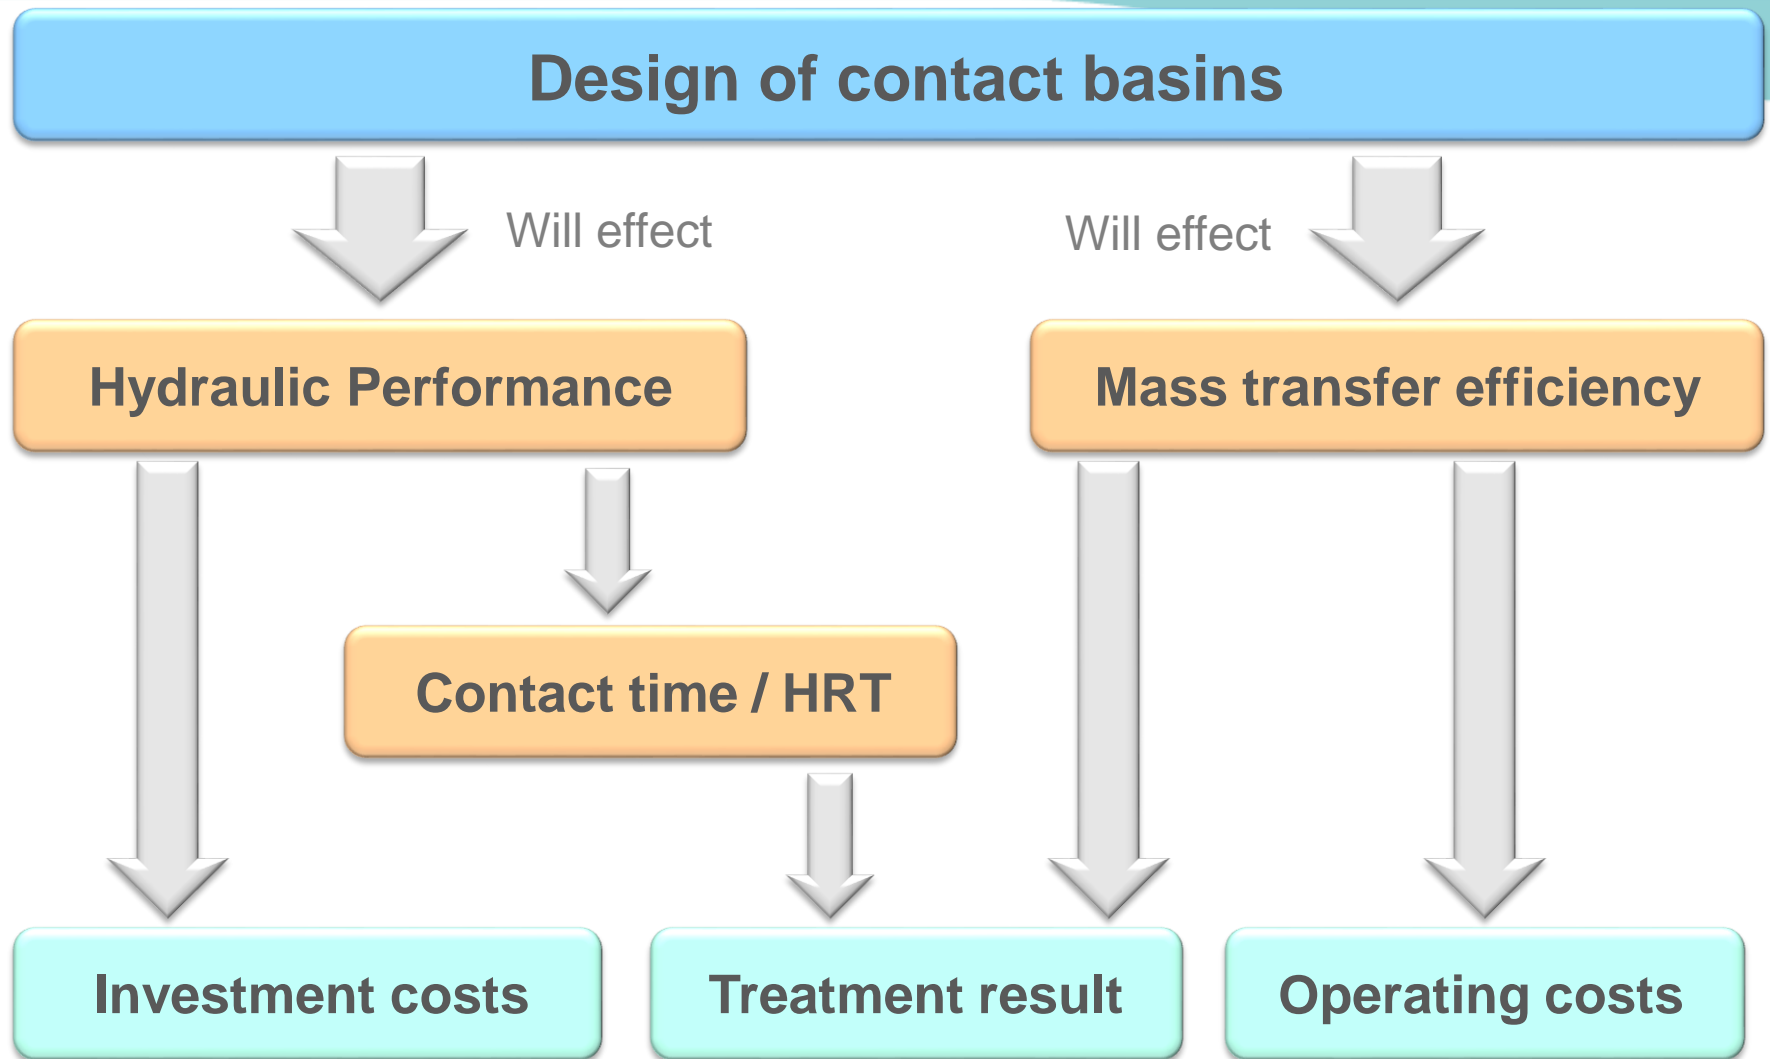 Design of contact basins
Will effect
Will effect
Hydraulic Performance
Mass transfer efficiency
Contact time / HRT
Investment costs
Treatment result
Operating costs